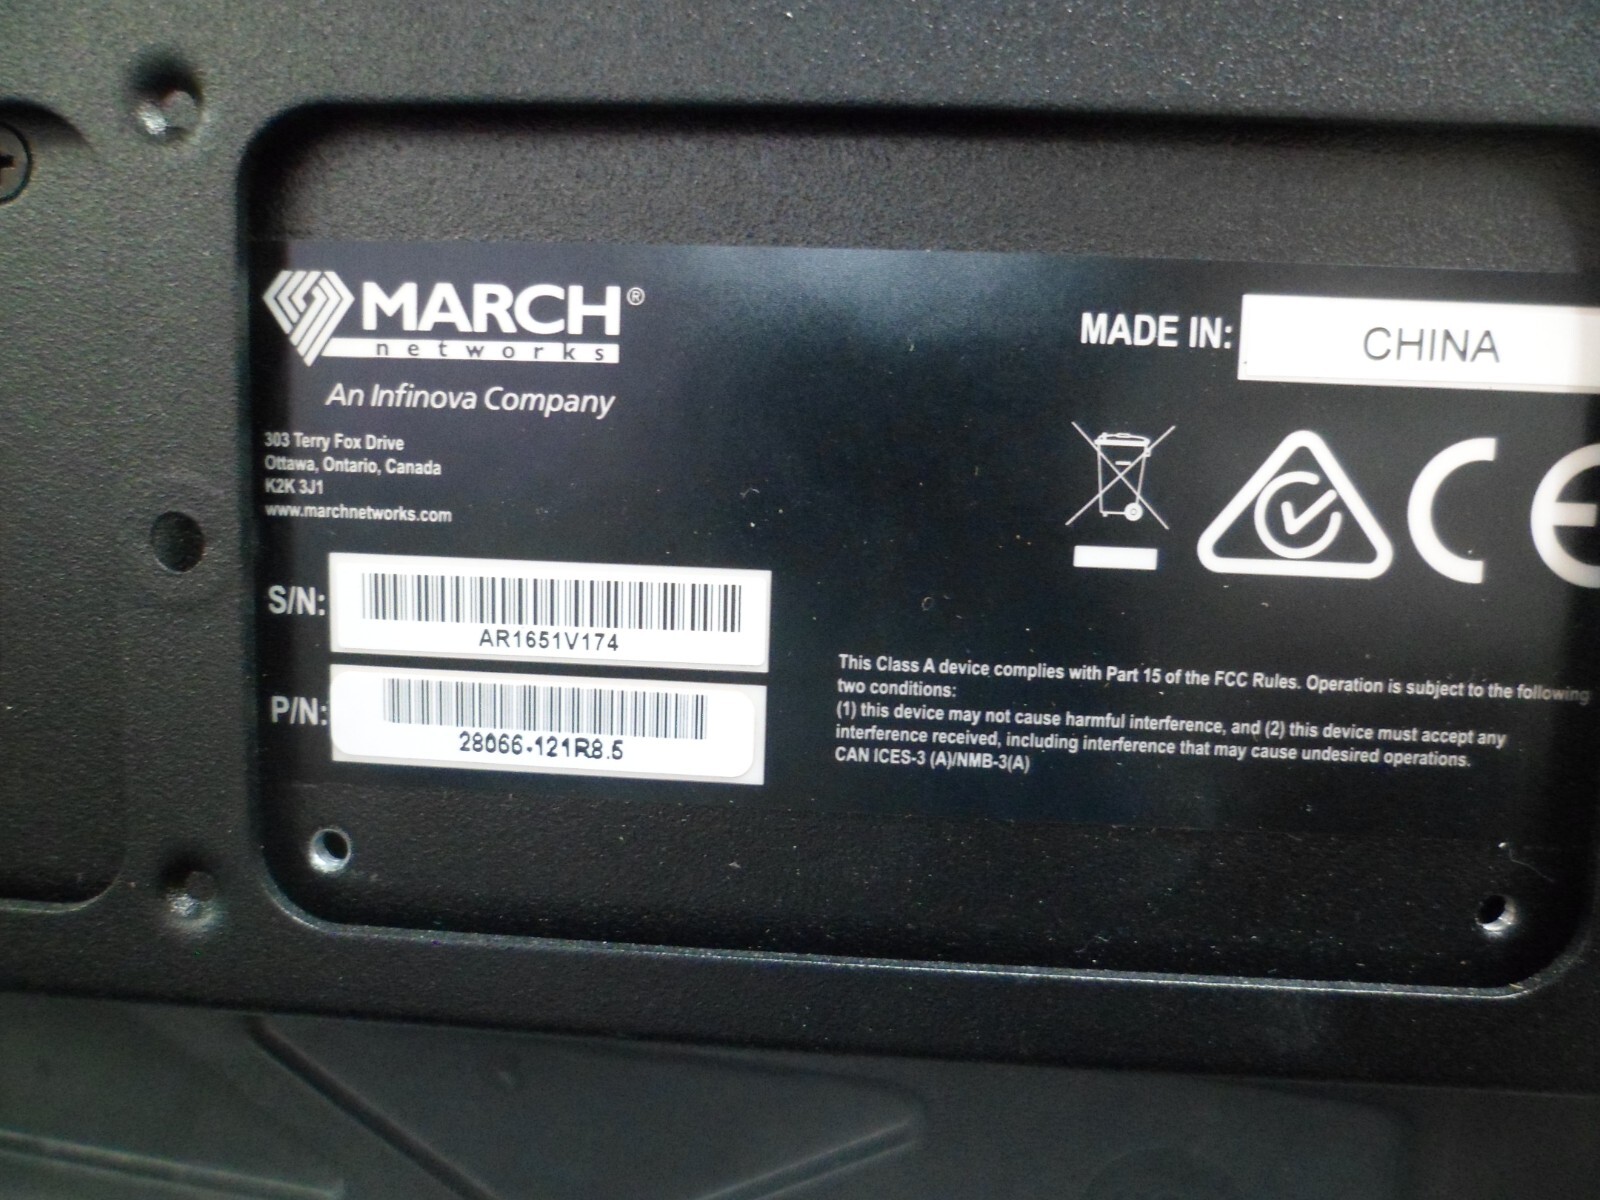 MARCH®
networks
An Infinova Company
303 Terry Fox Drive
Ottawa, Ontario, Canada
K2K 3J1
www.marchnetworks.com
S/N:
AR1651V174
P/N:
28066-121R8.5
MADE IN:
CHINA
CE
This Class A device complies with Part 15 of the FCC Rules. Operation is subject to the following
two conditions:
(1) this device may not cause harmful interference, and (2) this device must accept any
interference received, including interference that may cause undesired operations.
CAN ICES-3 (A)/NMB-3(A)